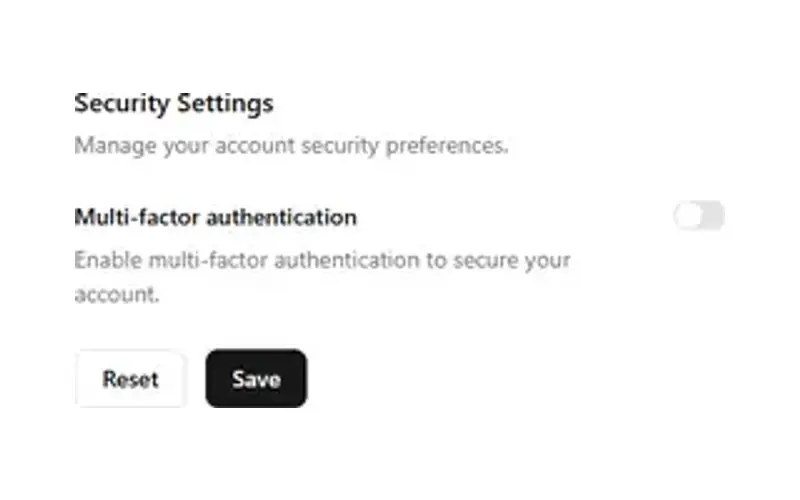 Security Settings
Manage your account security preferences.
Multi-factor authentication
Enable multi-factor authentication to secure your
account.
Reset
Save